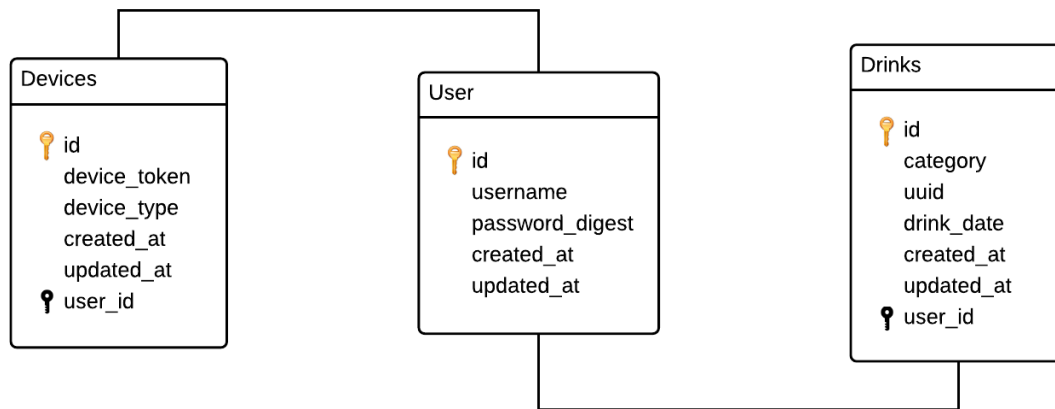 Devices
id
device_token
device_type
created_at
updated_at
user_id
User
id
username
password_digest
created_at
updated_at
Drinks
id
category
uuid
drink_date
created_at
updated_at
user_id